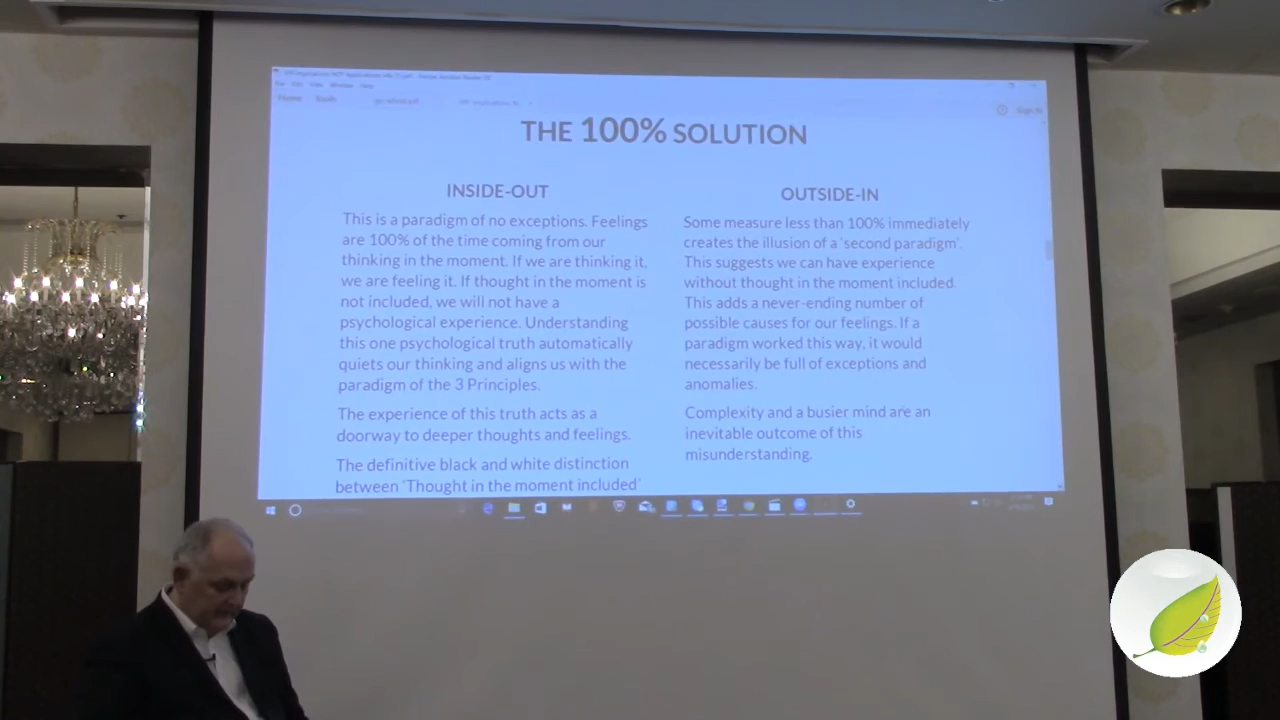 Home
Sign In
THE 100% SOLUTION
INSIDE-OUT
This is a paradigm of no exceptions. Feelings
are 100% of the time coming from our
thinking in the moment. If we are thinking it,
we are feeling it. If thought in the moment is
not included, we will not have a
psychological experience. Understanding
this one psychological truth automatically
quiets our thinking and aligns us with the
paradigm of the 3 Principles.
The experience of this truth acts as a
doorway to deeper thoughts and feelings.
The definitive black and white distinction
between 'Thought in the moment included'
OUTSIDE-IN
Some measure less than 100% immediately
creates the illusion of a 'second paradigm'.
This suggests we can have experience
without thought in the moment included.
This adds a never-ending number of
possible causes for our feelings. If a
paradigm worked this way, it would
necessarily be full of exceptions and
anomalies.
Complexity and a busier mind are an
inevitable outcome of this
misunderstanding.